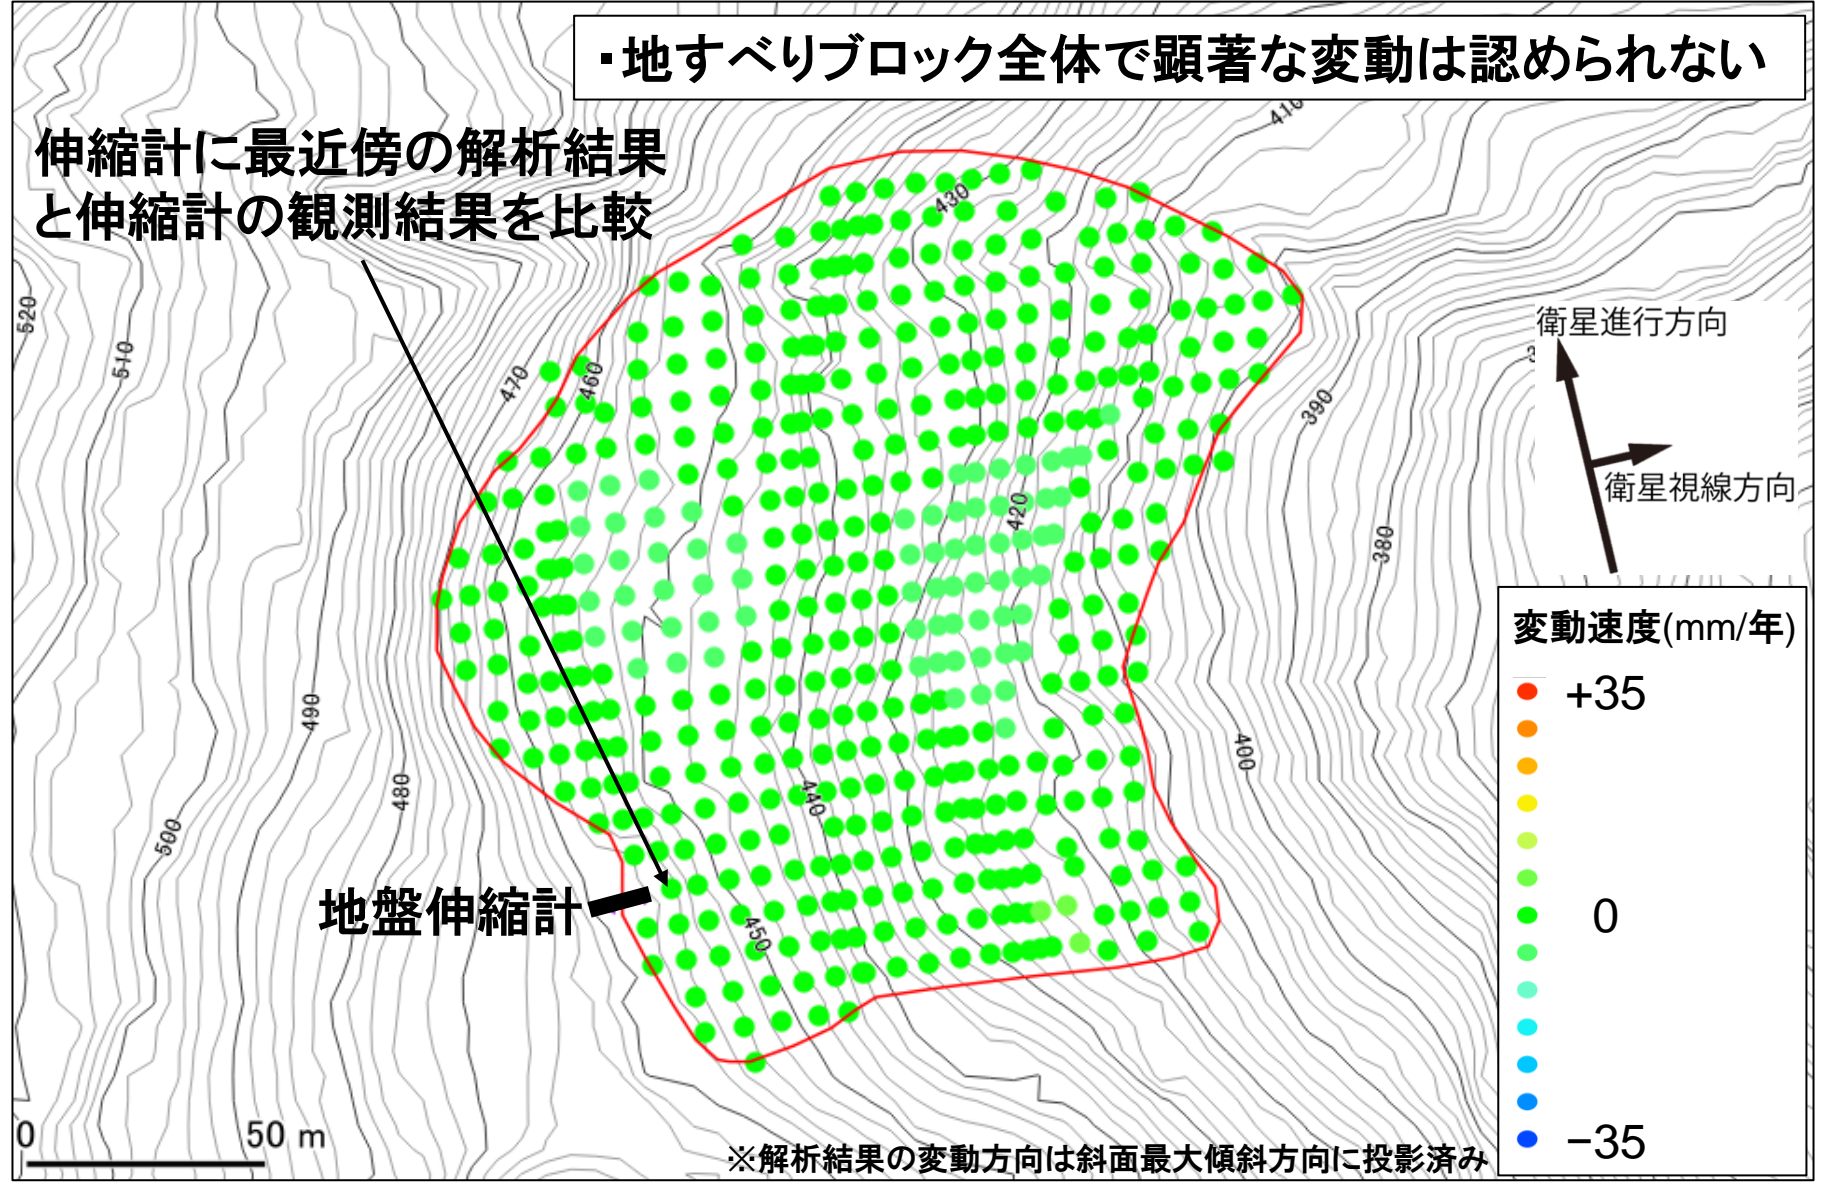 ・地すべりブロック全体で顕著な変動は認められない
伸縮計に最近傍の解析結果
と伸縮計の観測結果を比較
410
430
520
510
470
460
衛星進行方向
390
衛星視線方向
420
380
変動速度(mm/年)
+35
490
400
480
440
500
地盤伸縮計
0
450
−35
0
50 m
※解析結果の変動方向は斜面最大傾斜方向に投影済み